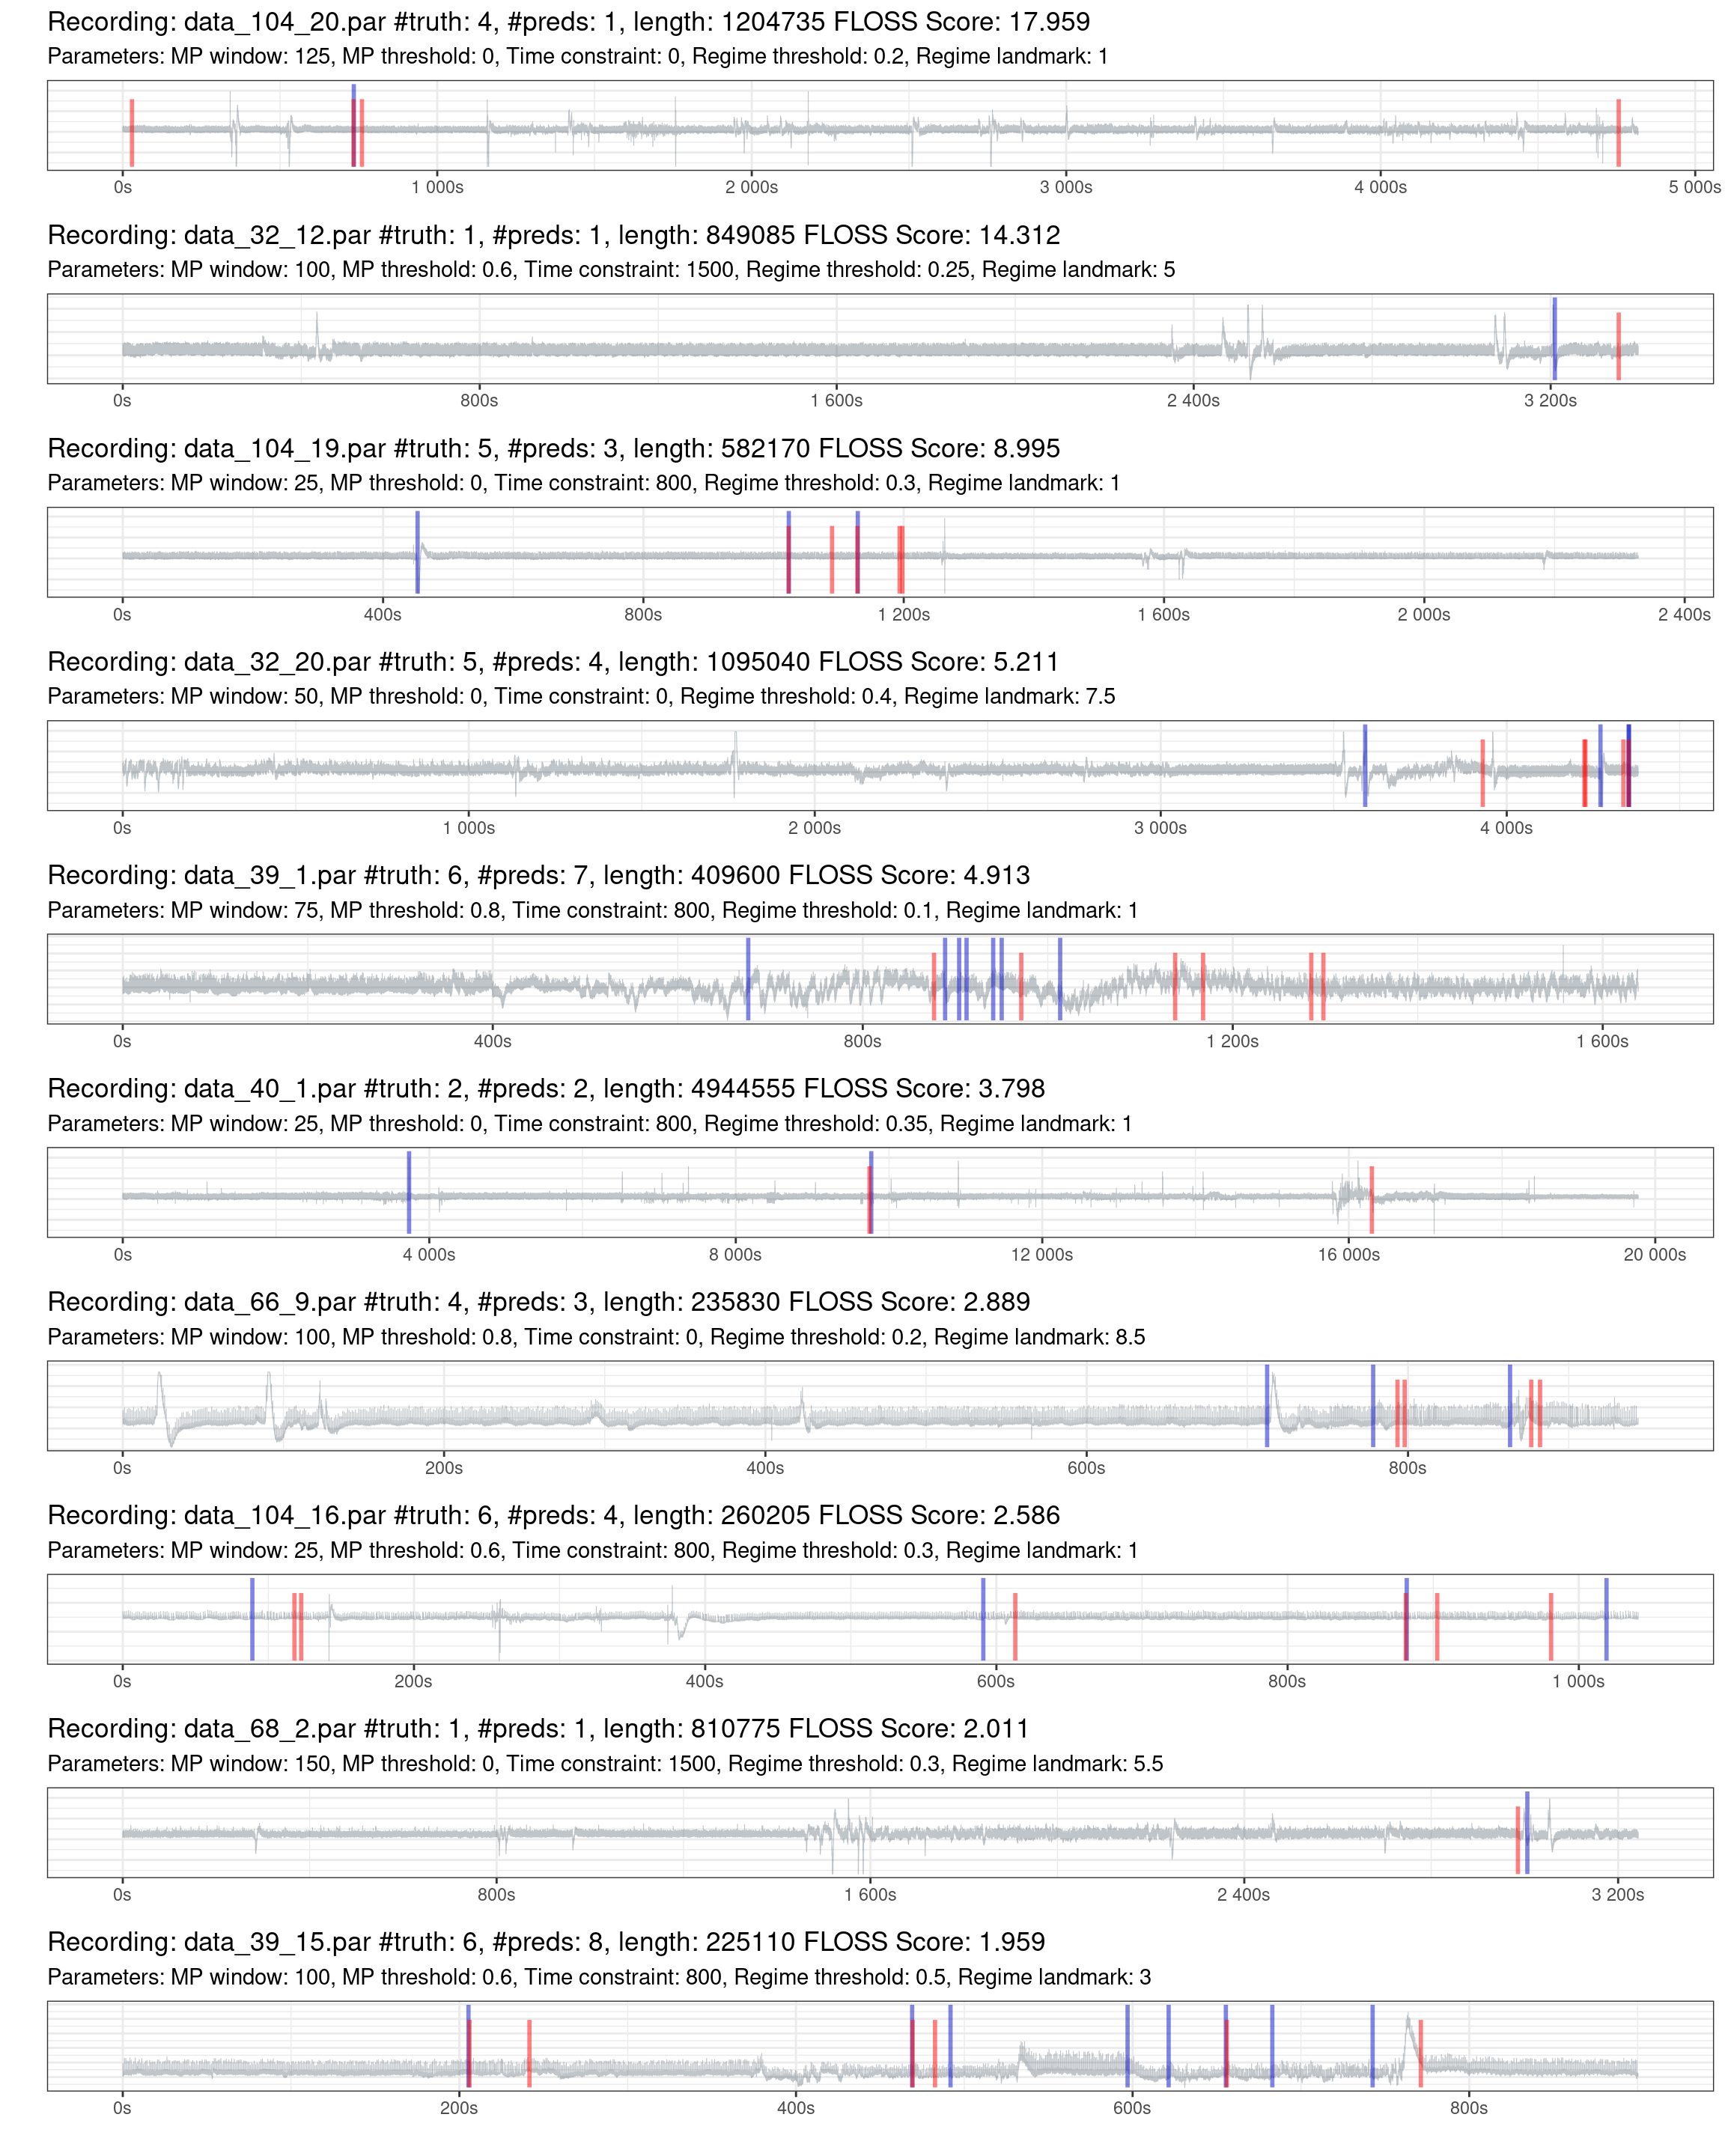 Recording: data_104_20.par #truth: 4, #preds: 1, length: 1204735 FLOSS Score: 17.959
Parameters: MP window: 125, MP threshold: 0, Time constraint: 0, Regime threshold: 0.2, Regime landmark: 1
0s 1 000s 2 000s 3 000s 4 000s 5 000s
Recording: data_32_12.par #truth: 1, #preds: 1, length: 849085 FLOSS Score: 14.312
Parameters: MP window: 100, MP threshold: 0.6, Time constraint: 1500, Regime threshold: 0.25, Regime landmark: 5
0s 800s 1 600s 2 400s 3 200s
Recording: data_104_19.par #truth: 5, #preds: 3, length: 582170 FLOSS Score: 8.995
Parameters: MP window: 25, MP threshold: 0, Time constraint: 800, Regime threshold: 0.3, Regime landmark: 1
0s 400s 800s 1 200s 1 600s 2 000s 2 400s
Recording: data_32_20.par #truth: 5, #preds: 4, length: 1095040 FLOSS Score: 5.211
Parameters: MP window: 50, MP threshold: 0, Time constraint: 0, Regime threshold: 0.4, Regime landmark: 7.5
0s 1 000s 2 000s 3 000s 4 000s
Recording: data_39_1.par #truth: 6, #preds: 7, length: 409600 FLOSS Score: 4.913
Parameters: MP window: 75, MP threshold: 0.8, Time constraint: 800, Regime threshold: 0.1, Regime landmark: 1
0s 400s 800s 1 200s 1 600s
Recording: data_40_1.par #truth: 2, #preds: 2, length: 4944555 FLOSS Score: 3.798
Parameters: MP window: 25, MP threshold: 0, Time constraint: 800, Regime threshold: 0.35, Regime landmark: 1
0s 4 000s 8 000s 12 000s 16 000s 20 000s
Recording: data_66_9.par #truth: 4, #preds: 3, length: 235830 FLOSS Score: 2.889
Parameters: MP window: 100, MP threshold: 0.8, Time constraint: 0, Regime threshold: 0.2, Regime landmark: 8.5
0s 200s 400s 600s 800s
Recording: data_104_16.par #truth: 6, #preds: 4, length: 260205 FLOSS Score: 2.586
Parameters: MP window: 25, MP threshold: 0.6, Time constraint: 800, Regime threshold: 0.3, Regime landmark: 1
0s 200s 400s 600s 800s 1 000s
Recording: data_68_2.par #truth: 1, #preds: 1, length: 810775 FLOSS Score: 2.011
Parameters: MP window: 150, MP threshold: 0, Time constraint: 1500, Regime threshold: 0.3, Regime landmark: 5.5
0s 800s 1 600s 2 400s 3 200s
Recording: data_39_15.par #truth: 6, #preds: 8, length: 225110 FLOSS Score: 1.959
Parameters: MP window: 100, MP threshold: 0.6, Time constraint: 800, Regime threshold: 0.5, Regime landmark: 3
0s 200s 400s 600s 800s